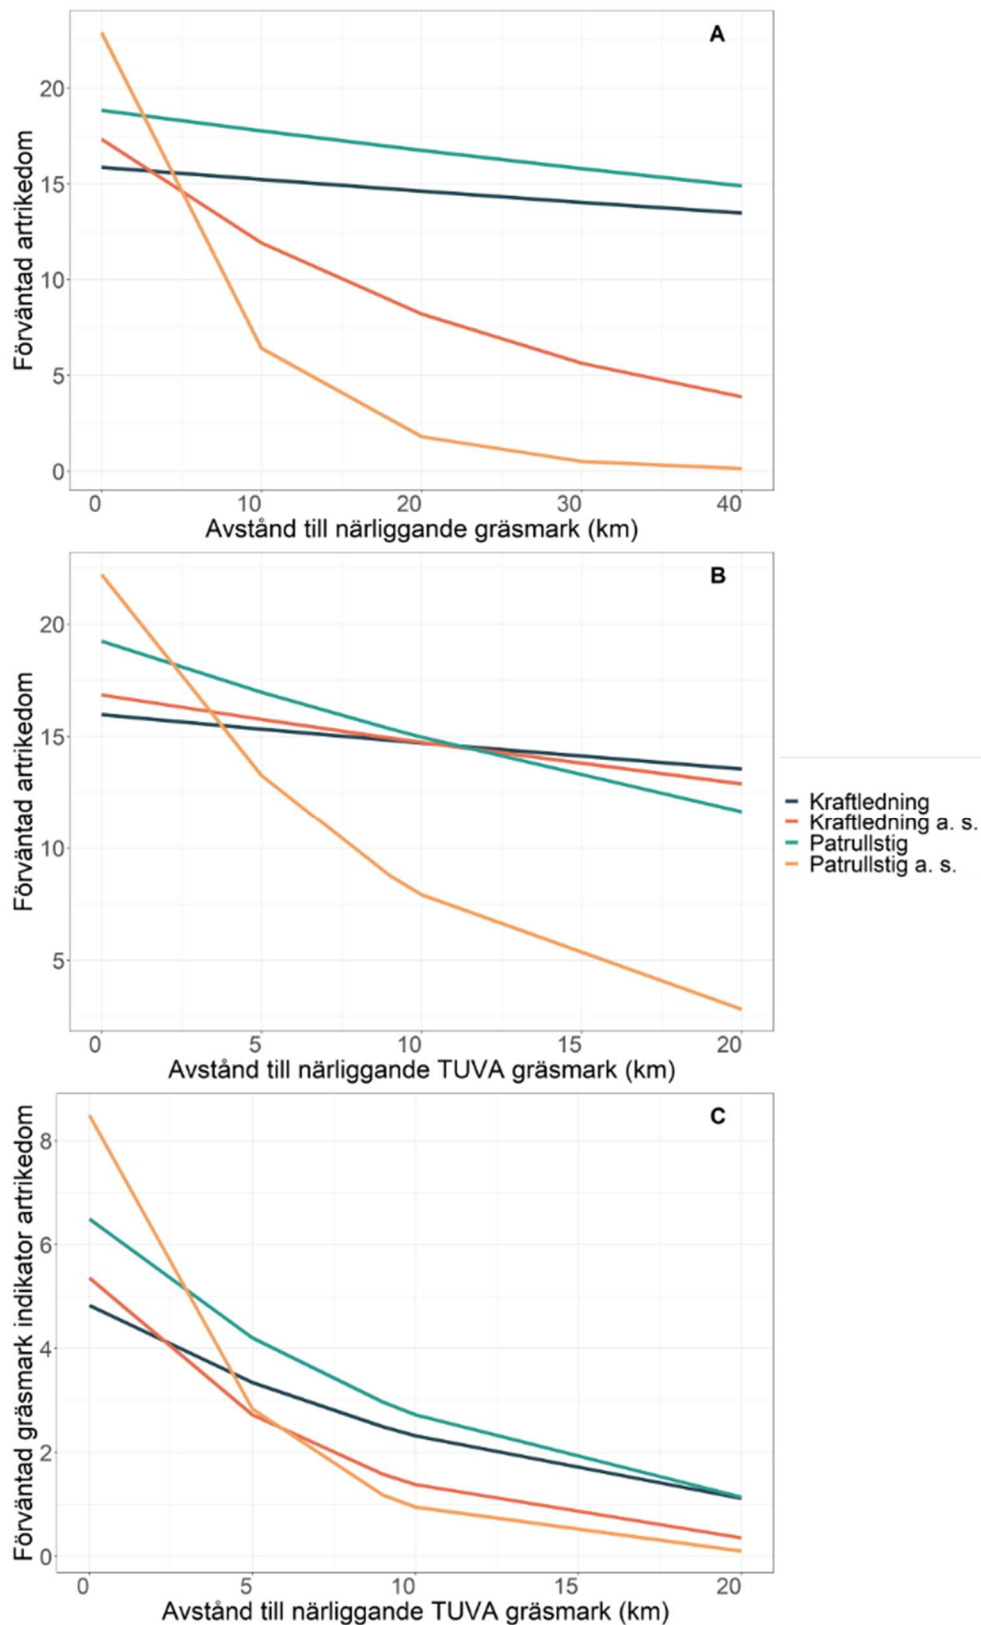 A
Förväntad artrikedom
20
15
10
5
0
0 10 20 30 40
Avstånd till närliggande gräsmark (km)
B
Förväntad artrikedom
20
15
10
5
0 5 10 15 20
Avstånd till närliggande TUVA gräsmark (km)
Kraftledning
Kraftledning a. s.
Patrullstig
Patrullstig a. s.
C
Förväntad gräsmark indikator artrikedom
8
6
4
2
0
0 5 10 15 20
Avstånd till närliggande TUVA gräsmark (km)